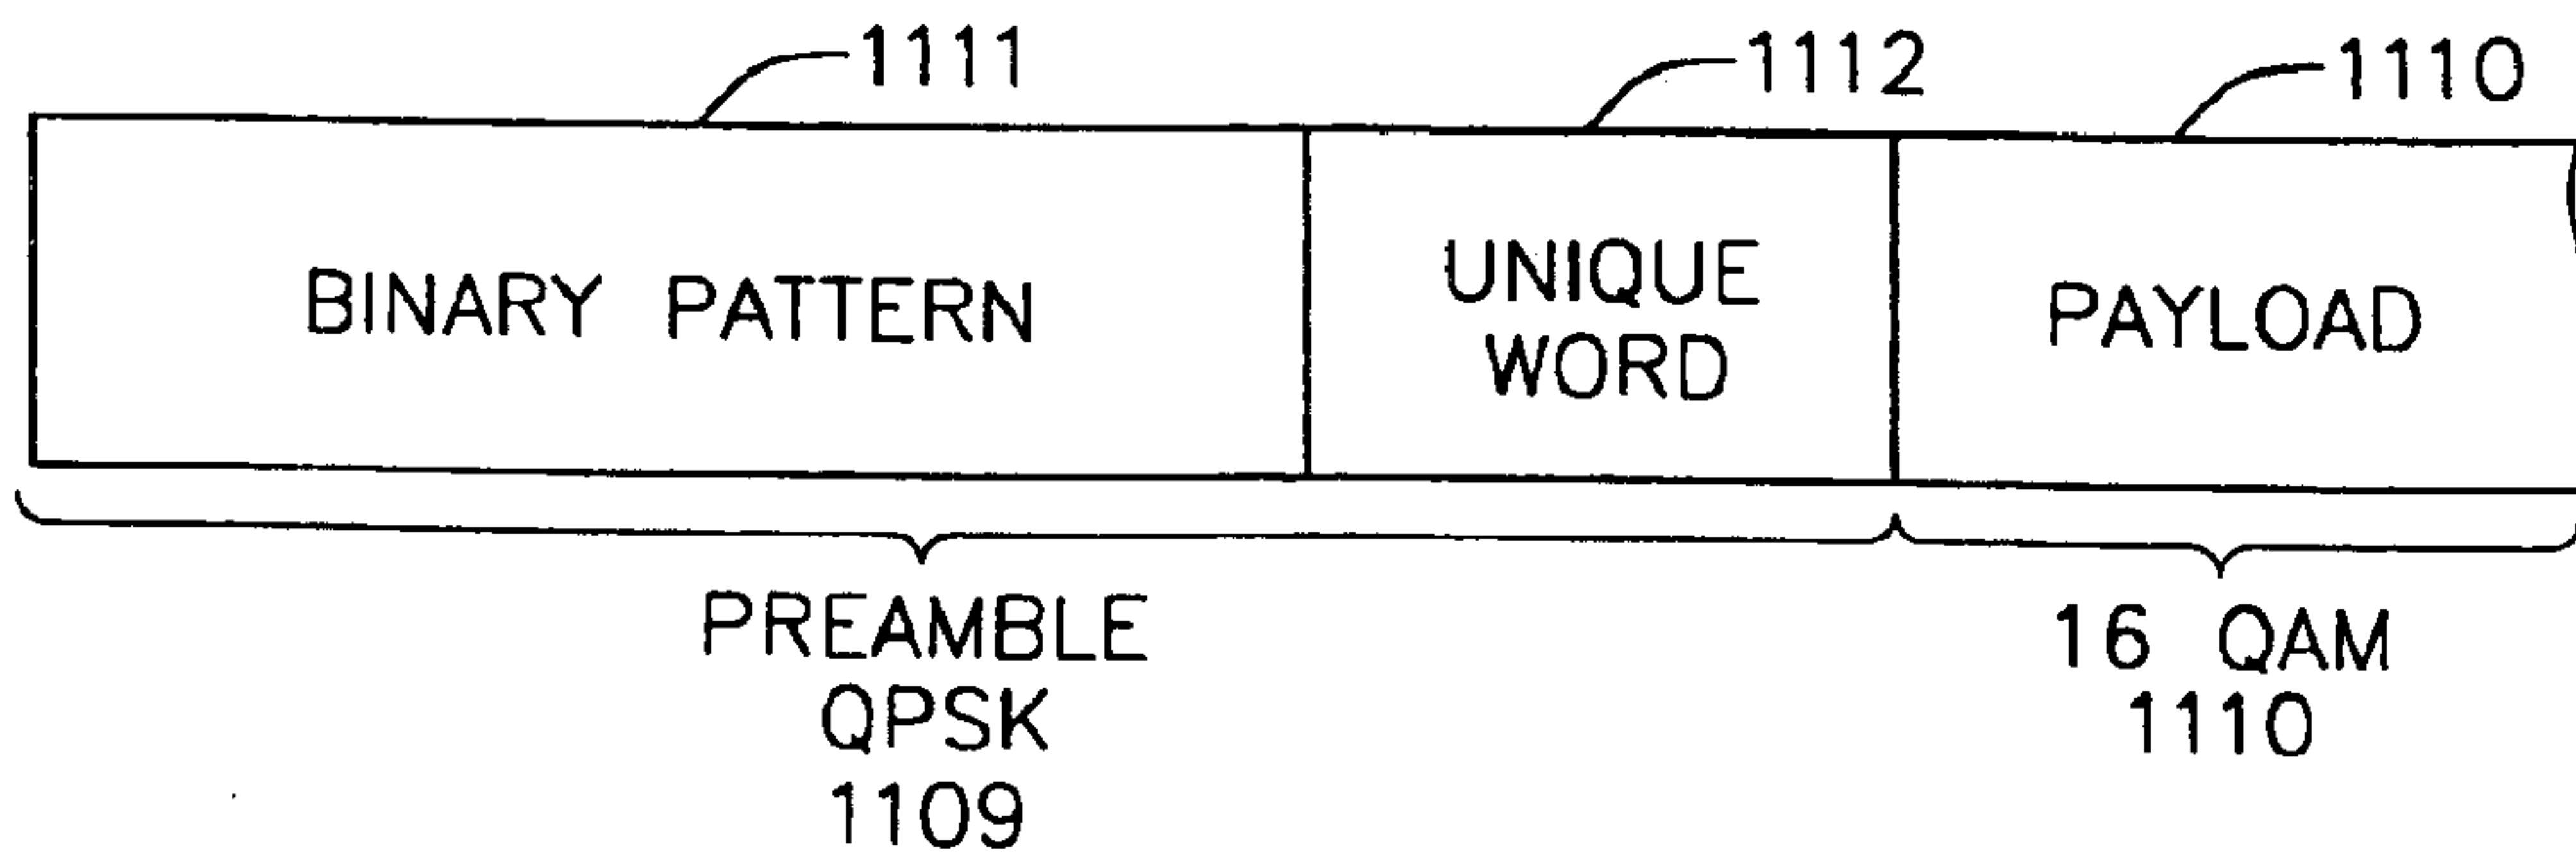 1111
1112
1110
BINARY PATTERN
UNIQUE
WORD
PAYLOAD
PREAMBLE
QPSK
1109
16 QAM
1110